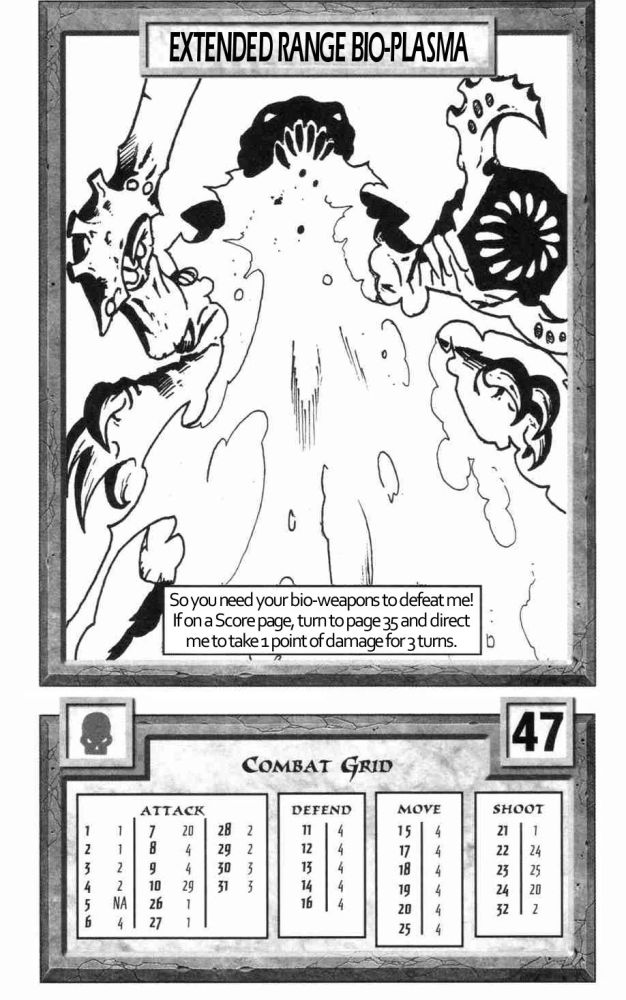 EXTENDED RANGE BIO-PLASMA
So you need your bio-weapons to defeat me!
If on a Score page, turn to page 35 and direct
me to take 1 point of damage for 3 turns.
47
COMBAT GRID
ATTACK
1 1 7 20 28 2
2 1 8 4 29 2
3 2 9 4 30 3
4 2 10 29 31 3
5 NA 26 1
6 4 27 1
DEFEND
11 4
12 4
13 4
14 4
16 4
MOVE
15 4
17 4
18 4
19 4
20 4
25 4
SHOOT
21 1
22 24
23 25
24 20
32 2